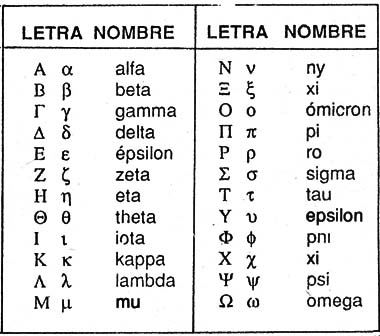 LETRA NOMBRE
Α α alfa
Β β beta
Γ γ gamma
Δ δ delta
Ε ε épsilon
Ζ ζ zeta
Η η eta
Θ θ theta
Ι ι iota
Κ κ kappa
Λ λ lambda
Μ μ mu
LETRA NOMBRE
Ν ν ny
Ξ ξ xi
Ο ο ómicron
Π π pi
Ρ ρ ro
Σ σ sigma
Τ τ tau
Υ υ epsilon
Φ ϕ pnı
Χ χ xi
Ψ ψ psi
Ω ω omega